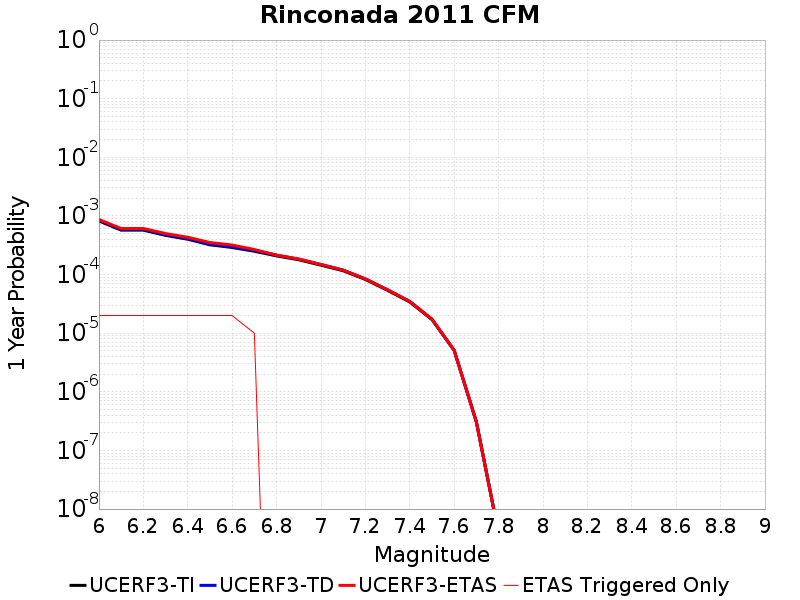 Rinconada 2011 CFM
1 Year Probability
10^0
10^-1
10^-2
10^-3
10^-4
10^-5
10^-6
10^-7
10^-8
6 6.2 6.4 6.6 6.8 7 7.2 7.4 7.6 7.8 8 8.2 8.4 8.6 8.8 9
Magnitude
UCERF3-TI UCERF3-TD UCERF3-ETAS ETAS Triggered Only